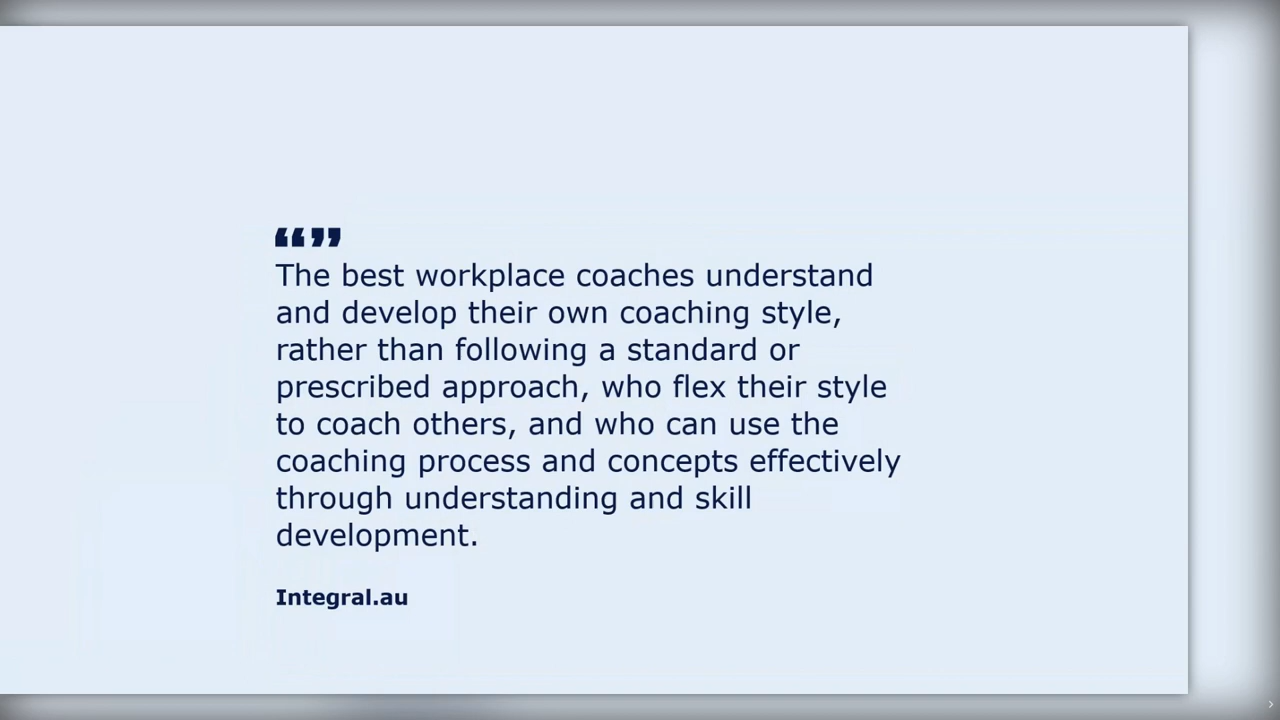 “”
The best workplace coaches understand
and develop their own coaching style,
rather than following a standard or
prescribed approach, who flex their style
to coach others, and who can use the
coaching process and concepts effectively
through understanding and skill
development.
Integral.au